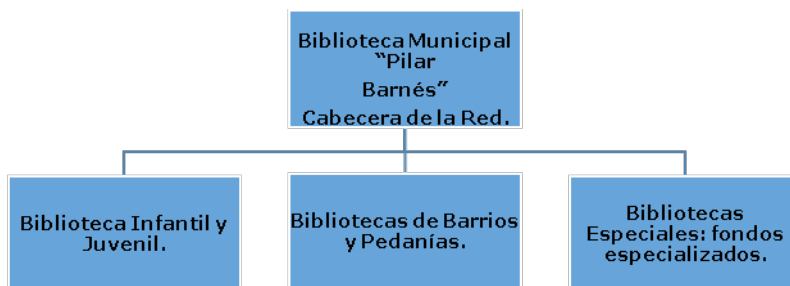 Biblioteca Municipal
“Pilar
Barnés”
Cabecera de la Red.
Biblioteca Infantil y
Juvenil.
Bibliotecas de Barrios
y Pedanías.
Bibliotecas
Especiales: fondos
especializados.